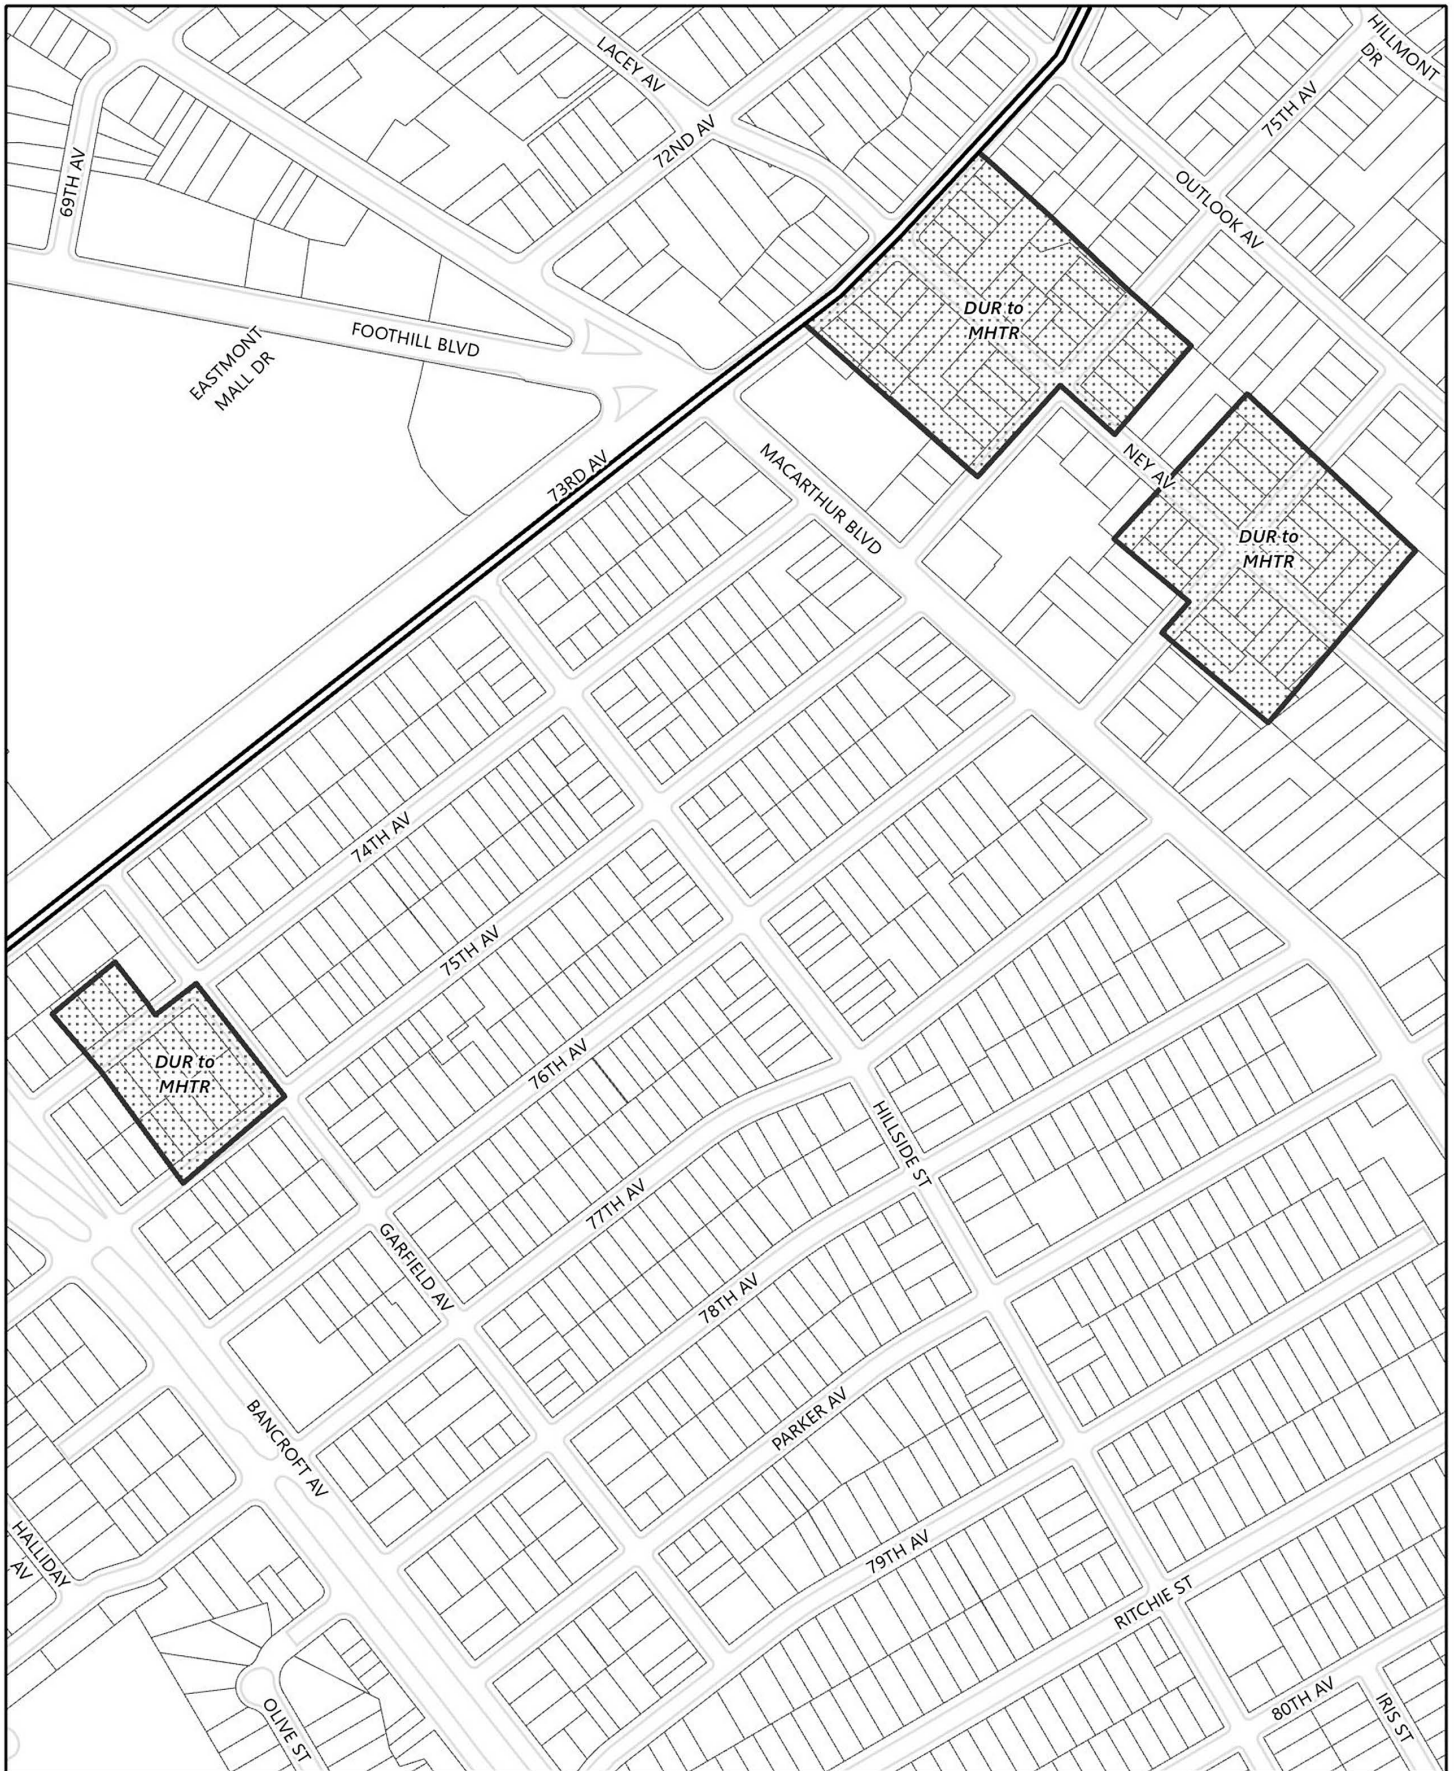 HILLMONT
DR
LACEY AV
75TH AV
72ND AV
69TH AV
OUTLOOK AV
DUR to
MHTR
FOOTHILL BLVD
EASTMONT
MALL DR
73RD AV
MACARTHUR BLVD
NEY AV
DUR to
MHTR
74TH AV
75TH AV
DUR to
MHTR
76TH AV
HILLSIDE ST
77TH AV
GARFIELD AV
78TH AV
BANCROFT AV
PARKER AV
HALLIDAY
AV
79TH AV
RITCHIE ST
OLIVE ST
80TH AV
IRIS ST